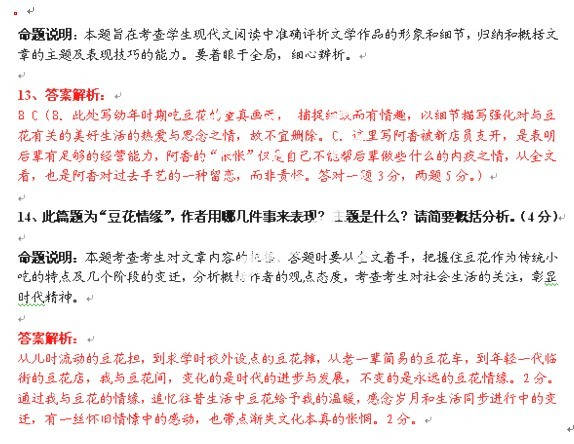 命题说明：本题旨在考查学生现代文阅读中准确评析文学作品的形象和细节，归纳和概括文
章的主题及表现技巧的能力。要着眼于全局，细心辨析。
13、答案解析：
B C（B．此处写幼年时期吃豆花的童真画面，捕捉细致而有情趣，以细节描写强化对与豆
花有关的美好生活的热爱与思念之情，故不宜删除。C．这里写阿香被新店员支开，是表明
后辈有足够的经营能力，阿香的“怅怅”仅是自己不能帮后辈做些什么的内疚之情，从全文
看，也是阿香对过去手艺的一种留恋，而非责怪。答对一项3分，两题5分。）
14、此篇题为“豆花情缘”，作者用哪几件事来表现？主题是什么？请简要概括分析。（4分）
命题说明：本题考查考生对文章内容的。答题时要从全文着手，把握住豆花作为传统小
吃的特点及几个阶段的变迁，分析概括作者的观点态度，考查考生对社会生活的关注，彰显
时代精神。
答案解析：
从儿时流动的豆花担，到求学时校外设点的豆花摊，从老一辈简易的豆花车，到年轻一代临
街的豆花店，我与豆花间，变化的是时代的进步与发展，不变的是永远的豆花情缘。2分。
通过我与豆花的情缘，追忆往昔生活中豆花给予我的温暖，感念岁月和生活同步进行中的变
迁，有一丝怀旧情愫中的感动，也带点渐失文化本真的怅惘。2分。